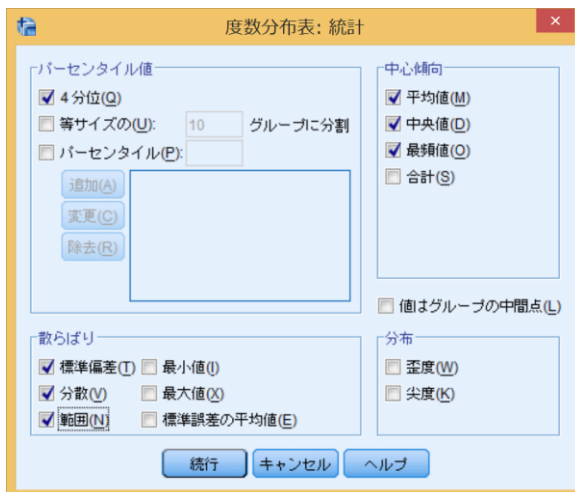 度数分布表: 統計
パーセンタイル値
4分位(Q)
等サイズの(U): 10 グループに分割
パーセンタイル(P):
追加(A)
変更(C)
除去(R)
中心傾向
平均値(M)
中央値(D)
最頻値(O)
合計(S)
値はグループの中間点(L)
散らばり
標準偏差(T) 最小値(I)
分散(V) 最大値(X)
範囲(N) 標準誤差の平均値(E)
分布
歪度(W)
尖度(K)
続行 キャンセル ヘルプ